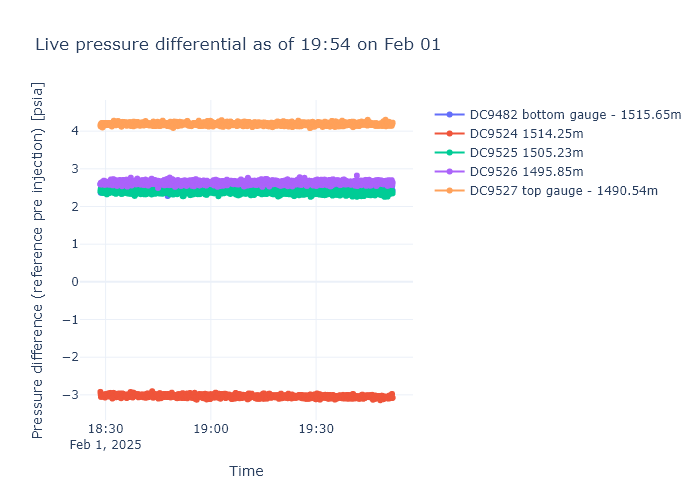 Live pressure differential as of 19:54 on Feb 01
Pressure difference (reference pre injection) [psia]
4
3
2
1
0
−1
−2
−3
18:30
Feb 1, 2025
19:00
19:30
Time
DC9482 bottom gauge - 1515.65m
DC9524 1514.25m
DC9525 1505.23m
DC9526 1495.85m
DC9527 top gauge - 1490.54m